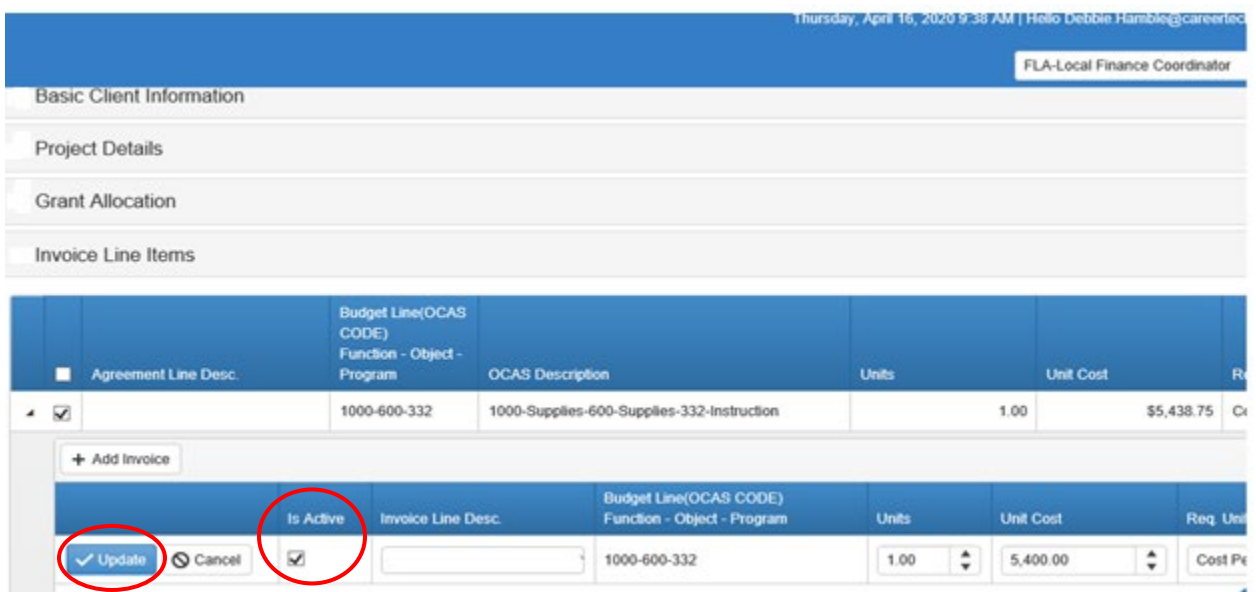 Thursday, April 16, 2020 9:38 AM | Hello Debbie.Hamble@careertec
FLA-Local Finance Coordinator
Basic Client Information
Project Details
Grant Allocation
Invoice Line Items
Agreement Line Desc.
Budget Line(OCAS
CODE)
Function - Object -
Program
OCAS Description
Units
Unit Cost
1000-600-332
1000-Supplies-600-Supplies-332-Instruction
1.00
$5,438.75
+ Add Invoice
Is Active
Invoice Line Desc.
Budget Line(OCAS CODE)
Function - Object - Program
Units
Unit Cost
Req. Unit
Update
Cancel
1000-600-332
1.00
5,400.00
Cost Pe